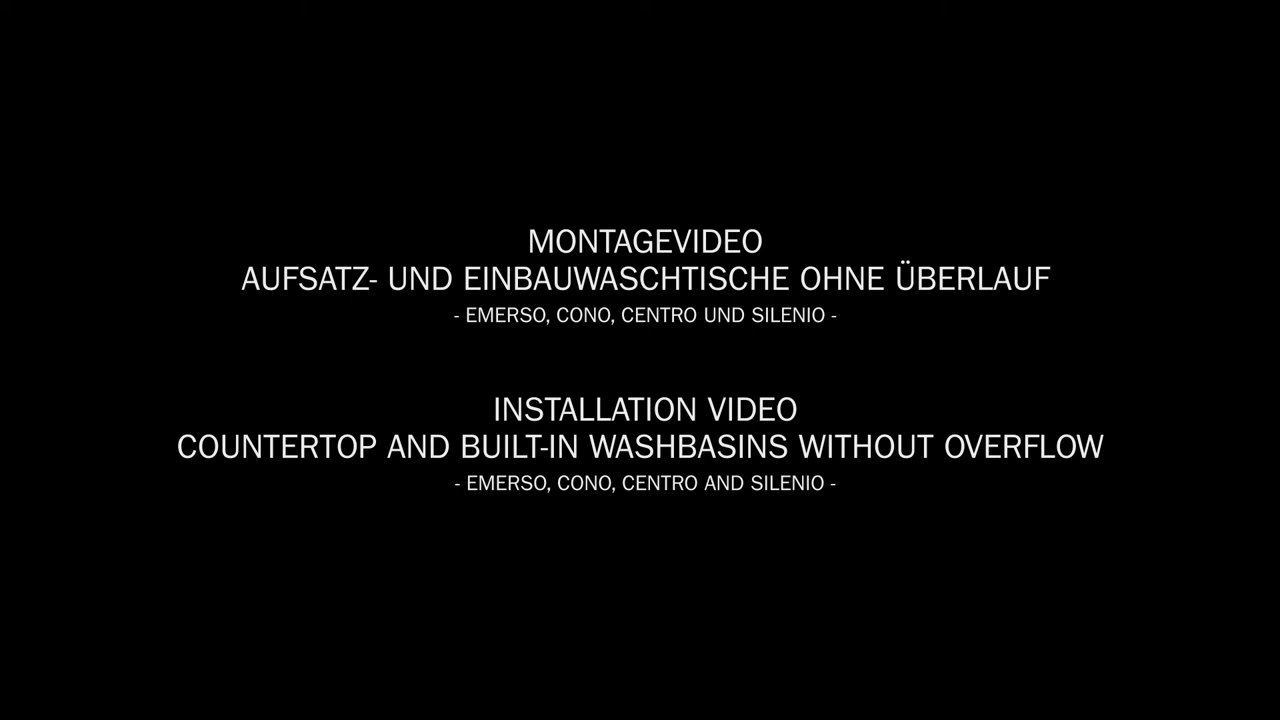 MONTAGEVIDEO
AUFSATZ- UND EINBAUWASCHTISCHE OHNE ÜBERLAUF
- EMERSO, CONO, CENTRO UND SILENIO -
INSTALLATION VIDEO
COUNTERTOP AND BUILT-IN WASHBASINS WITHOUT OVERFLOW
- EMERSO, CONO, CENTRO AND SILENIO -